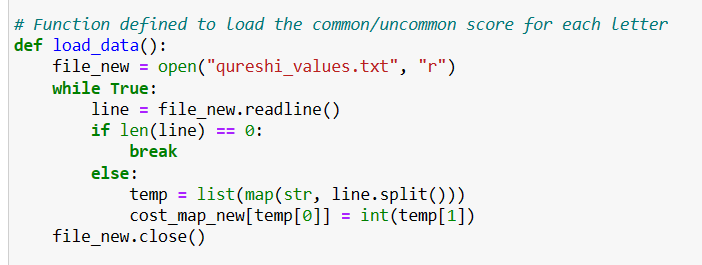 # Function defined to load the common/uncommon score for each letter
def load_data():
    file_new = open("qureshi_values.txt", "r")
    while True:
        line = file_new.readline()
        if len(line) == 0:
            break
        else:
            temp = list(map(str, line.split()))
            cost_map_new[temp[0]] = int(temp[1])
    file_new.close()